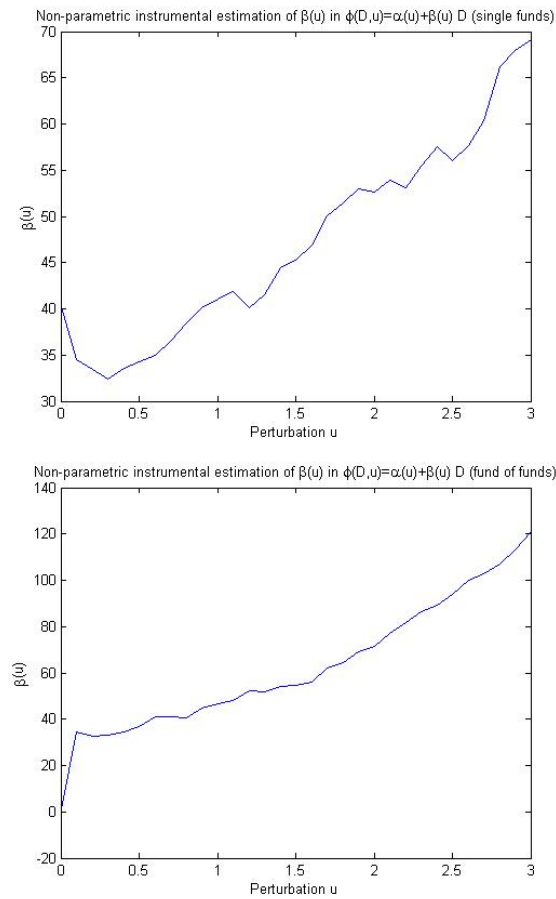 Non-parametric instrumental estimation of β(u) in ϕ(D,u)=α(u)+β(u) D (single funds)
70
65
60
55
50
45
40
35
30
β(u)
0 0.5 1 1.5 2 2.5 3
Perturbation u
Non-parametric instrumental estimation of β(u) in ϕ(D,u)=α(u)+β(u) D (fund of funds)
140
120
100
80
60
40
20
0
-20
β(u)
0 0.5 1 1.5 2 2.5 3
Perturbation u